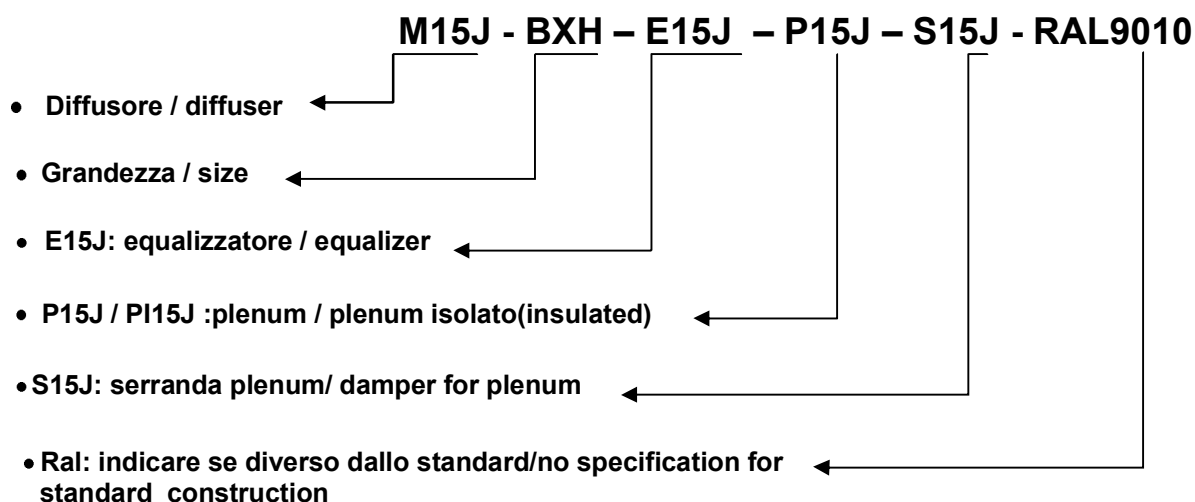 M15J - BXH – E15J – P15J – S15J - RAL9010
• Diffusore / diffuser
• Grandezza / size
• E15J: equalizzatore / equalizer
• P15J / PI15J :plenum / plenum isolato(insulated)
• S15J: serranda plenum/ damper for plenum
• Ral: indicare se diverso dallo standard/no specification for
standard construction